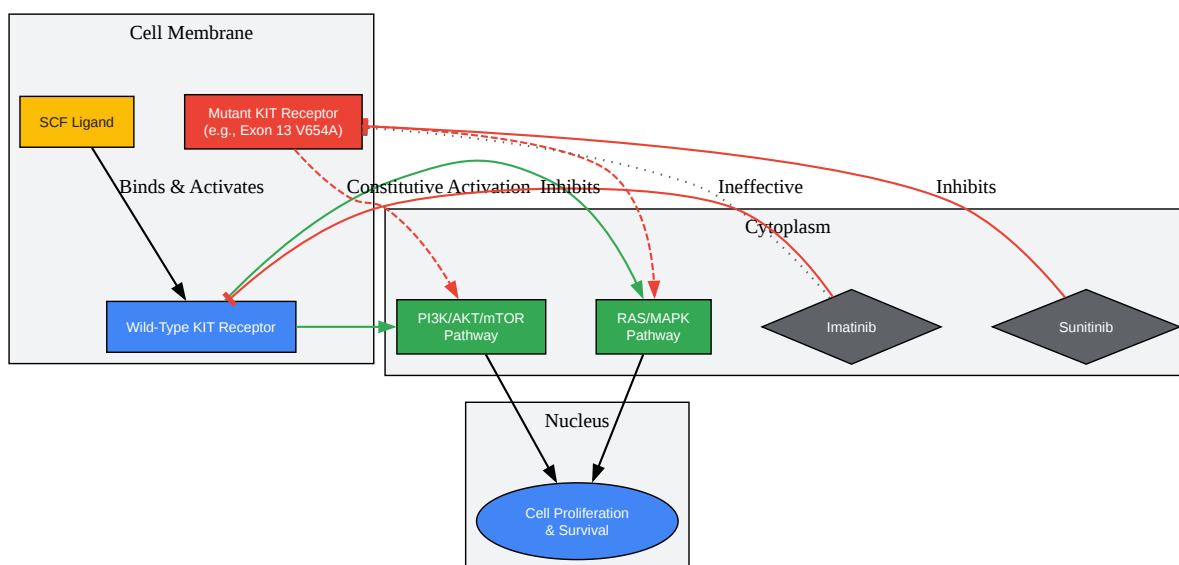 Cell Membrane
SCF Ligand
Mutant KIT Receptor
(e.g., Exon 13 V654A)
Binds & Activates
Constitutive Activation
Inhibits
Ineffective
Inhibits
Cytoplasm
Wild-Type KIT Receptor
PI3K/AKT/mTOR
Pathway
RAS/MAPK
Pathway
Imatinib
Sunitinib
Nucleus
Cell Proliferation
& Survival